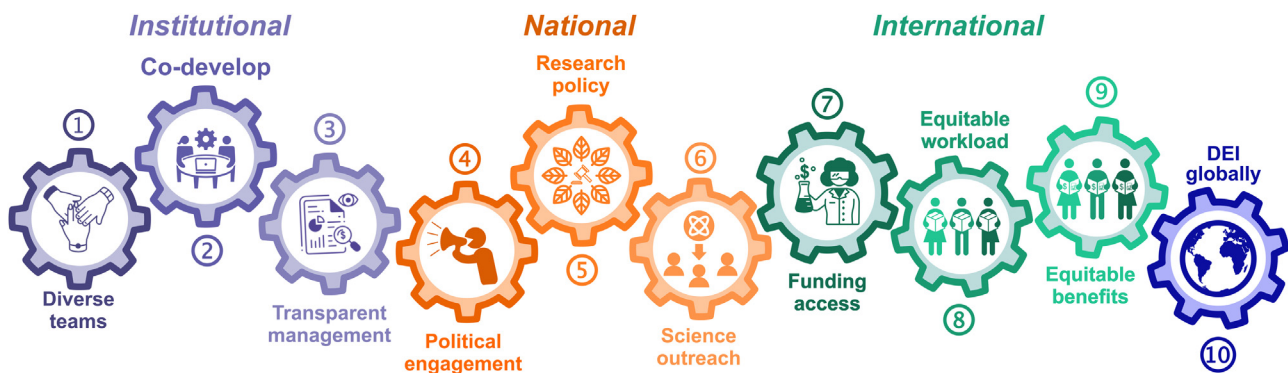 Institutional
National
International
1
Diverse
teams
Co-develop
2
3
Transparent
management
4
Political
engagement
Research
policy
5
6
Science
outreach
7
Funding
access
Equitable
workload
8
9
Equitable
benefits
DEI
globally
10